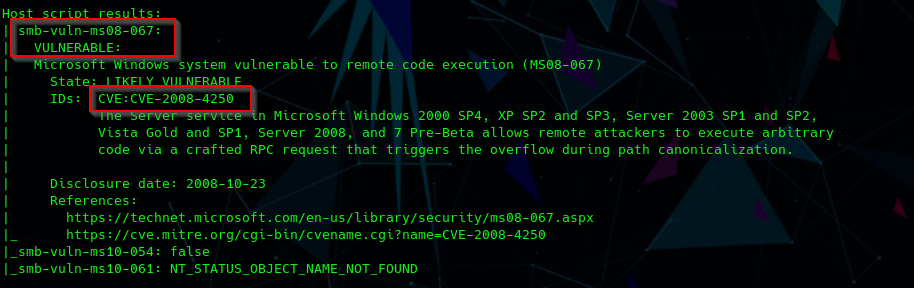 Host script results:
| smb-vuln-ms08-067:
|   VULNERABLE:
|   Microsoft Windows system vulnerable to remote code execution (MS08-067)
|     State: LIKELY VULNERABLE
|     IDs:  CVE:CVE-2008-4250
|           The Server service in Microsoft Windows 2000 SP4, XP SP2 and SP3, Server 2003 SP1 and SP2,
|           Vista Gold and SP1, Server 2008, and 7 Pre-Beta allows remote attackers to execute arbitrary
|           code via a crafted RPC request that triggers the overflow during path canonicalization.
|
|     Disclosure date: 2008-10-23
|     References:
|       https://technet.microsoft.com/en-us/library/security/ms08-067.aspx
|_      https://cve.mitre.org/cgi-bin/cvename.cgi?name=CVE-2008-4250
|_smb-vuln-ms10-054: false
|_smb-vuln-ms10-061: NT_STATUS_OBJECT_NAME_NOT_FOUND